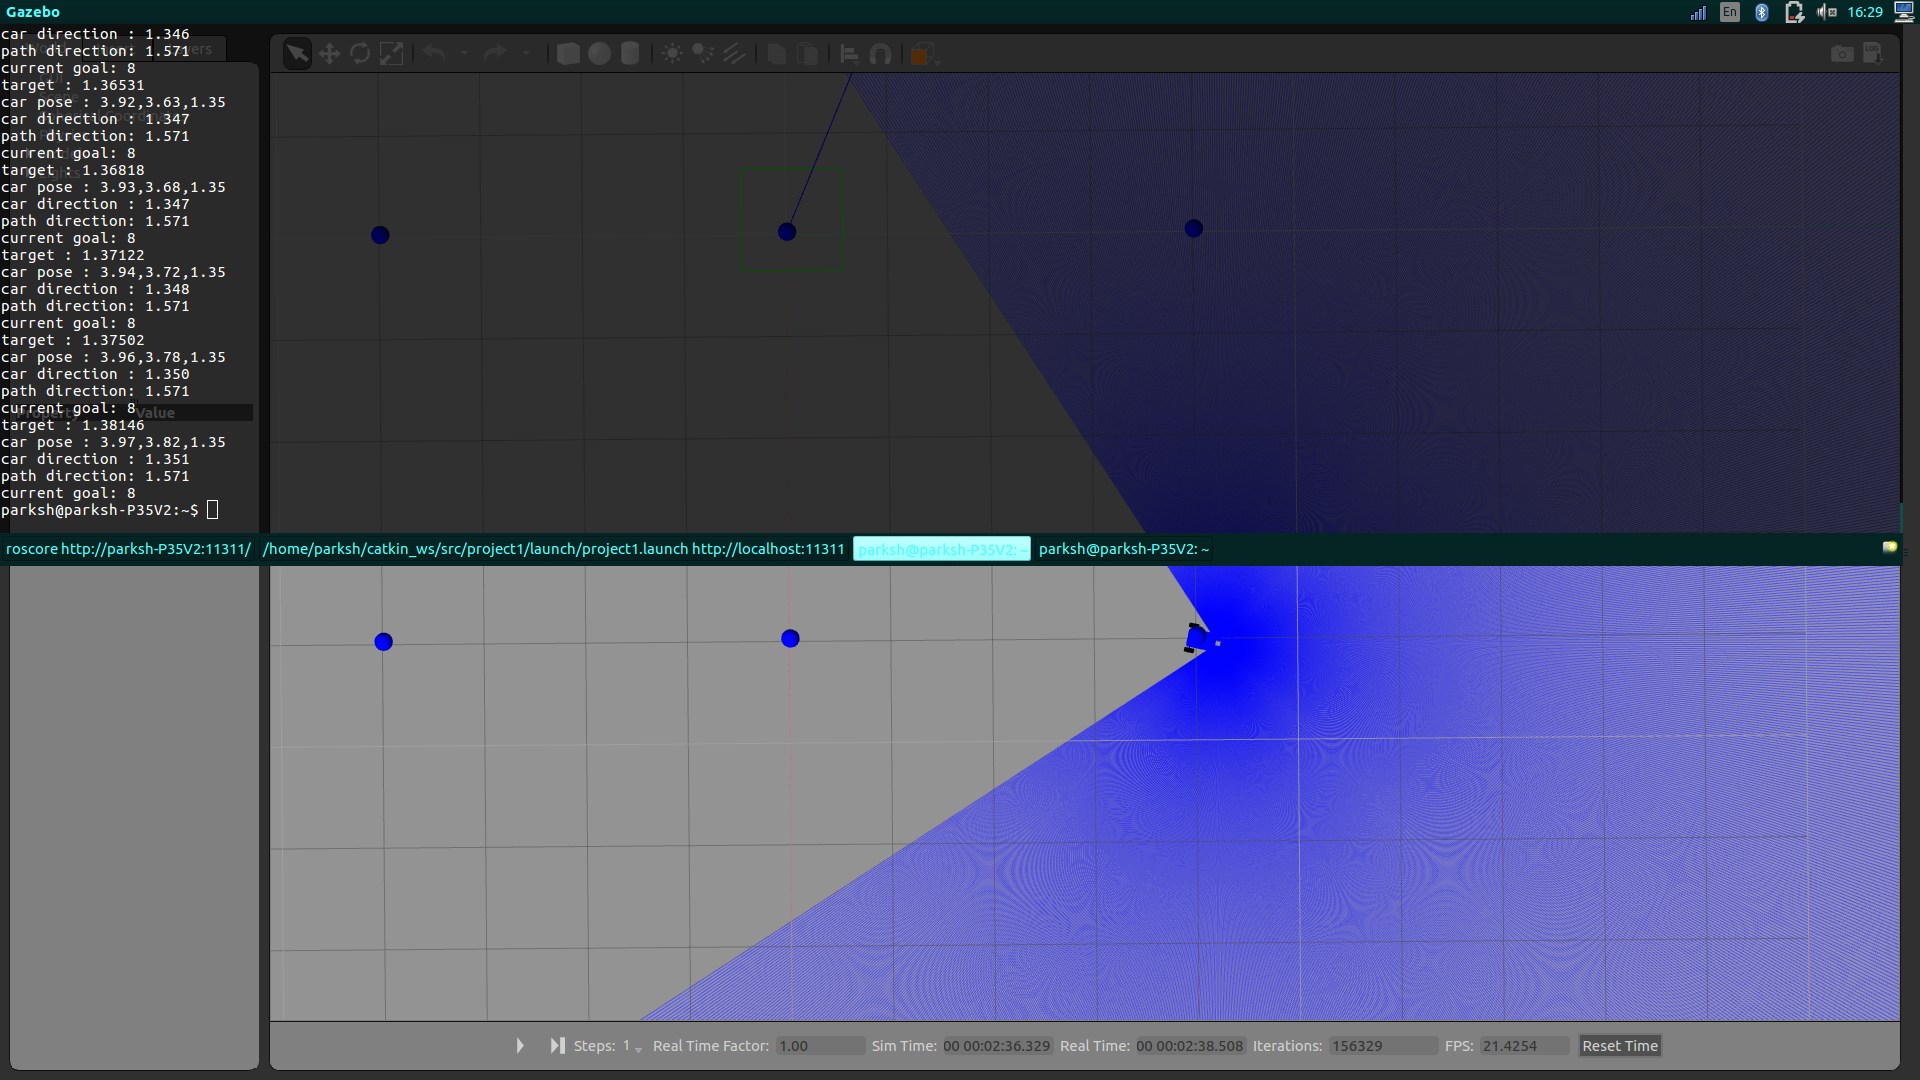 Gazebo
En
16:29
car direction : 1.346
path direction: 1.571
current goal: 8
target : 1.36531
car pose : 3.92,3.63,1.35
car direction : 1.347
path direction: 1.571
current goal: 8
target : 1.36818
car pose : 3.93,3.68,1.35
car direction : 1.347
path direction: 1.571
current goal: 8
target : 1.37122
car pose : 3.94,3.72,1.35
car direction : 1.348
path direction: 1.571
current goal: 8
target : 1.37502
car pose : 3.96,3.78,1.35
car direction : 1.350
path direction: 1.571
current goal: 8
Property Value
target : 1.38146
car pose : 3.97,3.82,1.35
car direction : 1.351
path direction: 1.571
current goal: 8
parksh@parksh-P35V2:~$
roscore http://parksh-P35V2:11311/
/home/parksh/catkin_ws/src/project1/launch/project1.launch http://localhost:11311
parksh@parksh-P35V2: ~
parksh@parksh-P35V2: ~
Steps: 1
Real Time Factor: 1.00
Sim Time: 00 00:02:36.329
Real Time: 00 00:02:38.508
Iterations: 156329
FPS: 21.4254
Reset Time